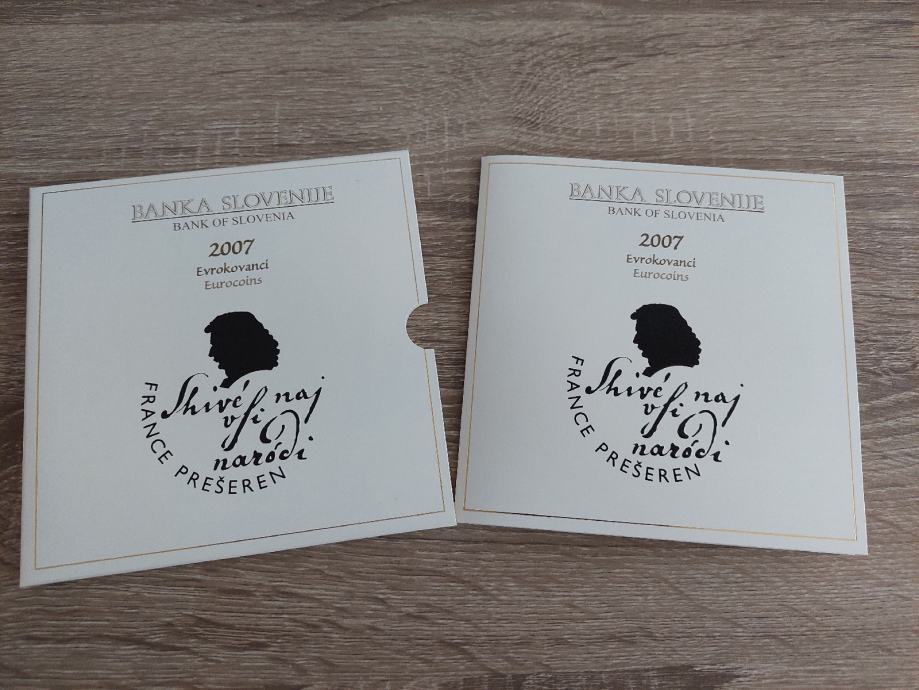 BANKA SLOVENIJE
BANK OF SLOVENIA
2007
Evrokovanci
Eurocoins
Shivé naj
vſi
naródi
FRANCE PREŠEREN
BANKA SLOVENIJE
BANK OF SLOVENIA
2007
Evrokovanci
Eurocoins
Shivé naj
vſi
naródi
FRANCE PREŠEREN